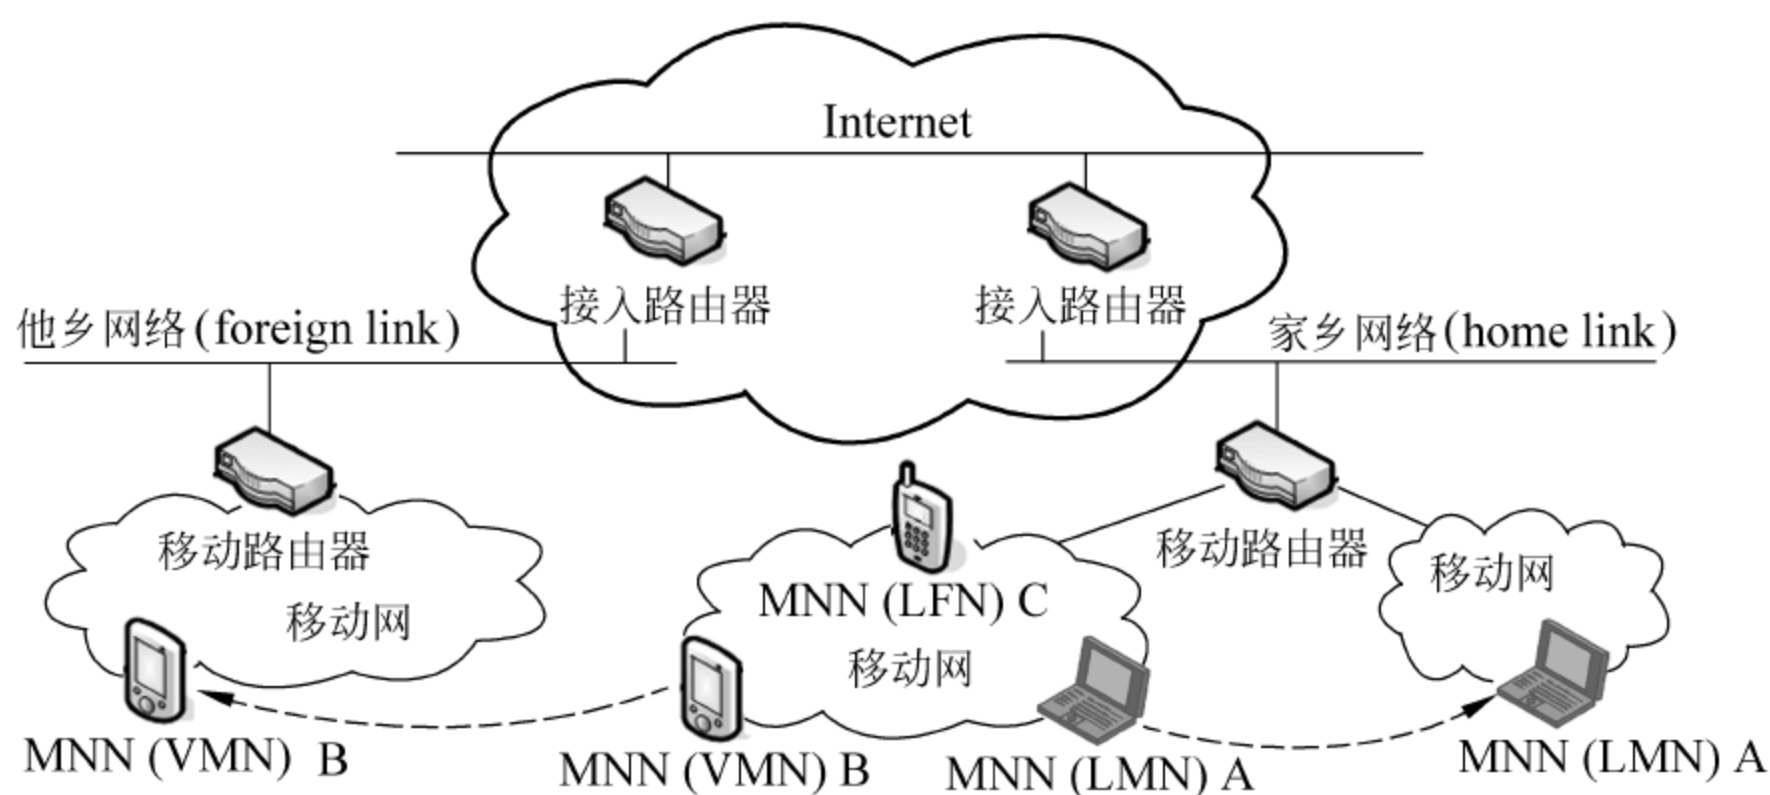 Internet
接入路由器
接入路由器
他乡网络(foreign link)
家乡网络(home link)
移动路由器
移动网
MNN (LFN) C
移动网
移动路由器
移动网
MNN (VMN) B
MNN (VMN) B
MNN (LMN) A
MNN (LMN) A